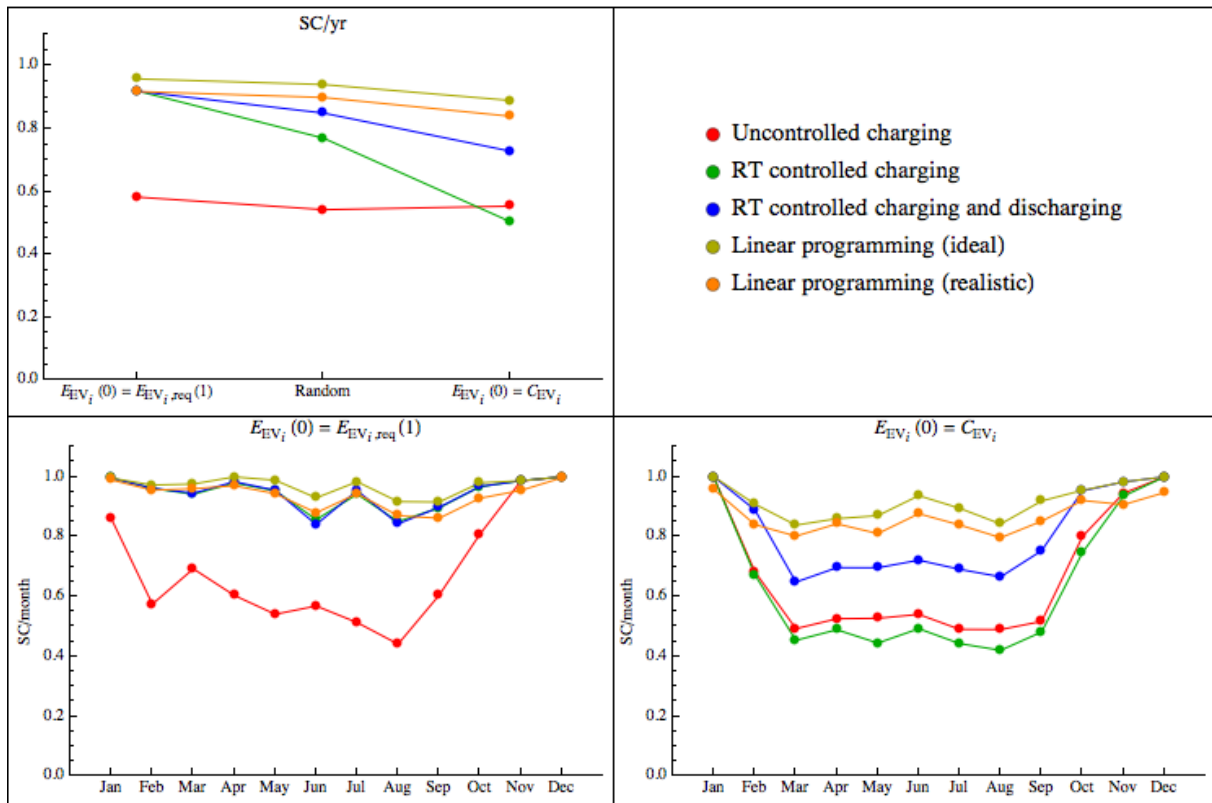 SC/yr
1.0
0.8
0.6
0.4
0.2
0.0
E_EV_i (0) = E_EV_i,req (1)
Random
E_EV_i (0) = C_EV_i
Uncontrolled charging
RT controlled charging
RT controlled charging and discharging
Linear programming (ideal)
Linear programming (realistic)
E_EV_i (0) = E_EV_i,req (1)
SC/month
1.0
0.8
0.6
0.4
0.2
0.0
Jan Feb Mar Apr May Jun Jul Aug Sep Oct Nov Dec
E_EV_i (0) = C_EV_i
SC/month
1.0
0.8
0.6
0.4
0.2
0.0
Jan Feb Mar Apr May Jun Jul Aug Sep Oct Nov Dec